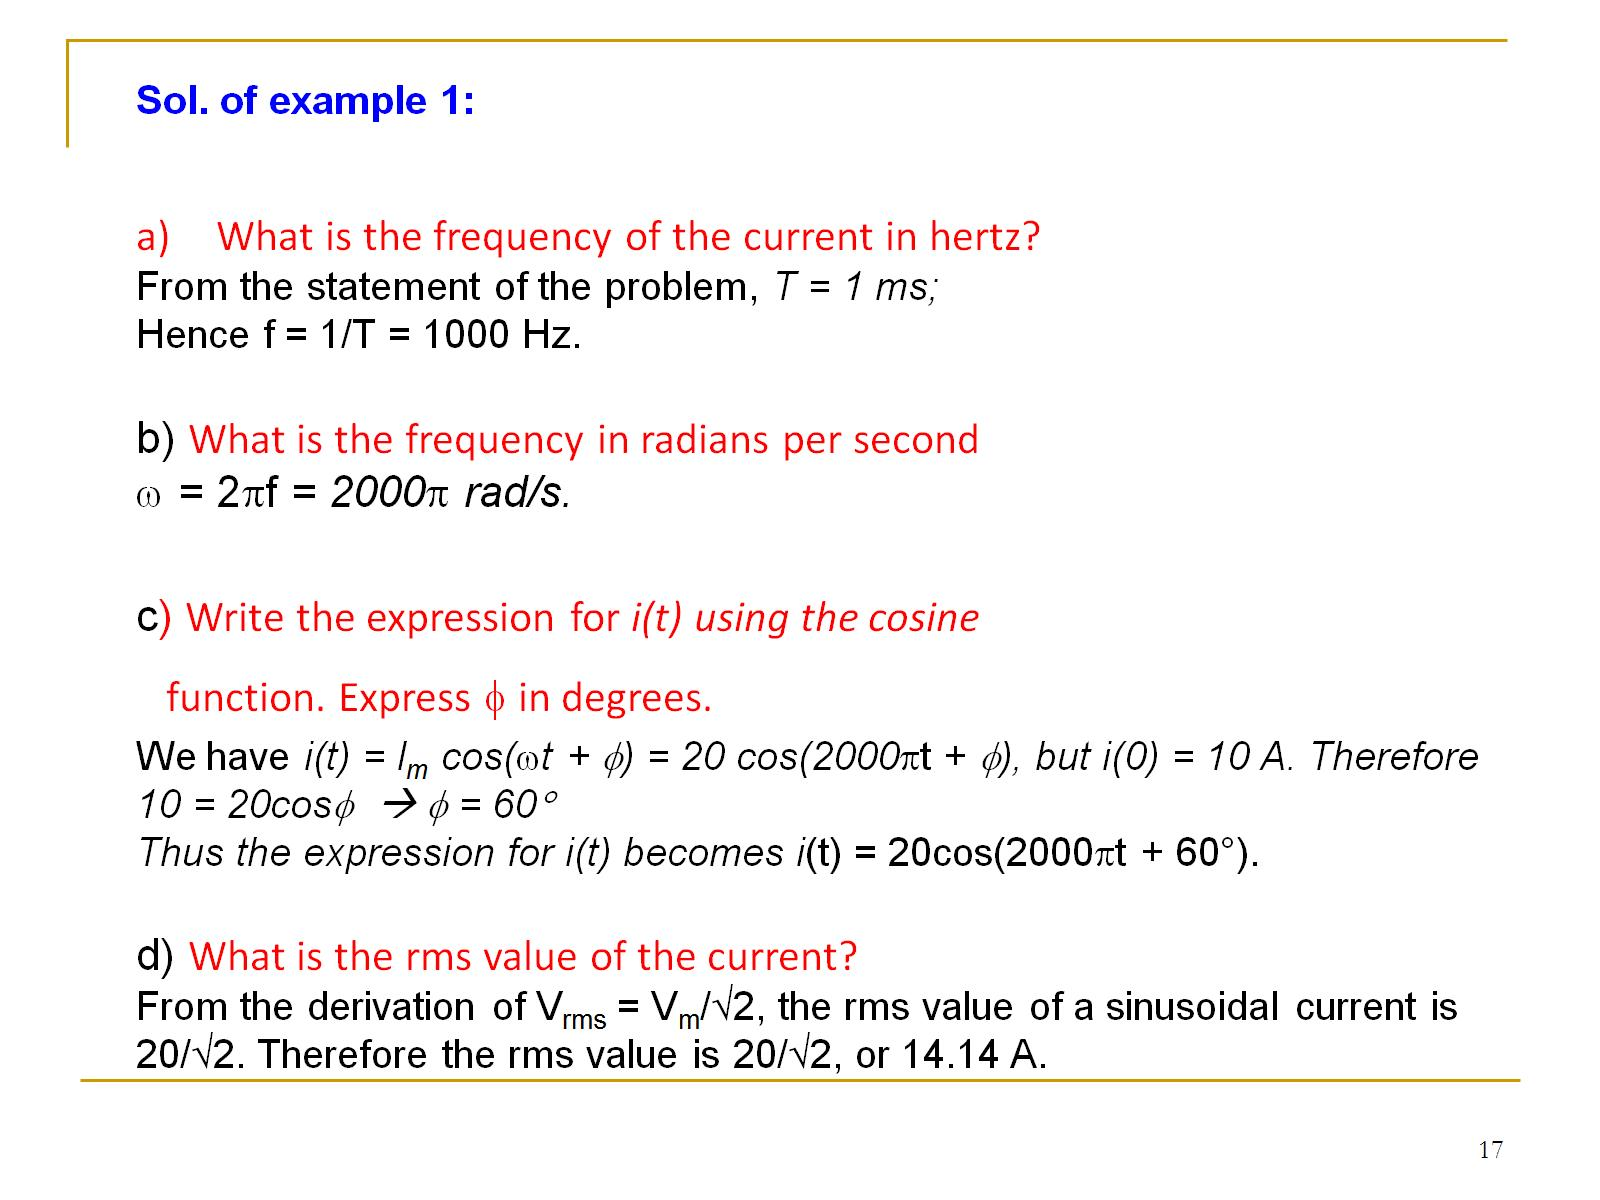 Sol. of example 1:
a) What is the frequency of the current in hertz?
From the statement of the problem, T = 1 ms;
Hence f = 1/T = 1000 Hz.
b) What is the frequency in radians per second
ω = 2πf = 2000π rad/s.
c) Write the expression for i(t) using the cosine
function. Express ϕ in degrees.
We have i(t) = Im cos(ωt + ϕ) = 20 cos(2000πt + ϕ), but i(0) = 10 A. Therefore
10 = 20cosϕ → ϕ = 60°
Thus the expression for i(t) becomes i(t) = 20cos(2000πt + 60°).
d) What is the rms value of the current?
From the derivation of Vrms = Vm/√2, the rms value of a sinusoidal current is
20/√2. Therefore the rms value is 20/√2, or 14.14 A.
17